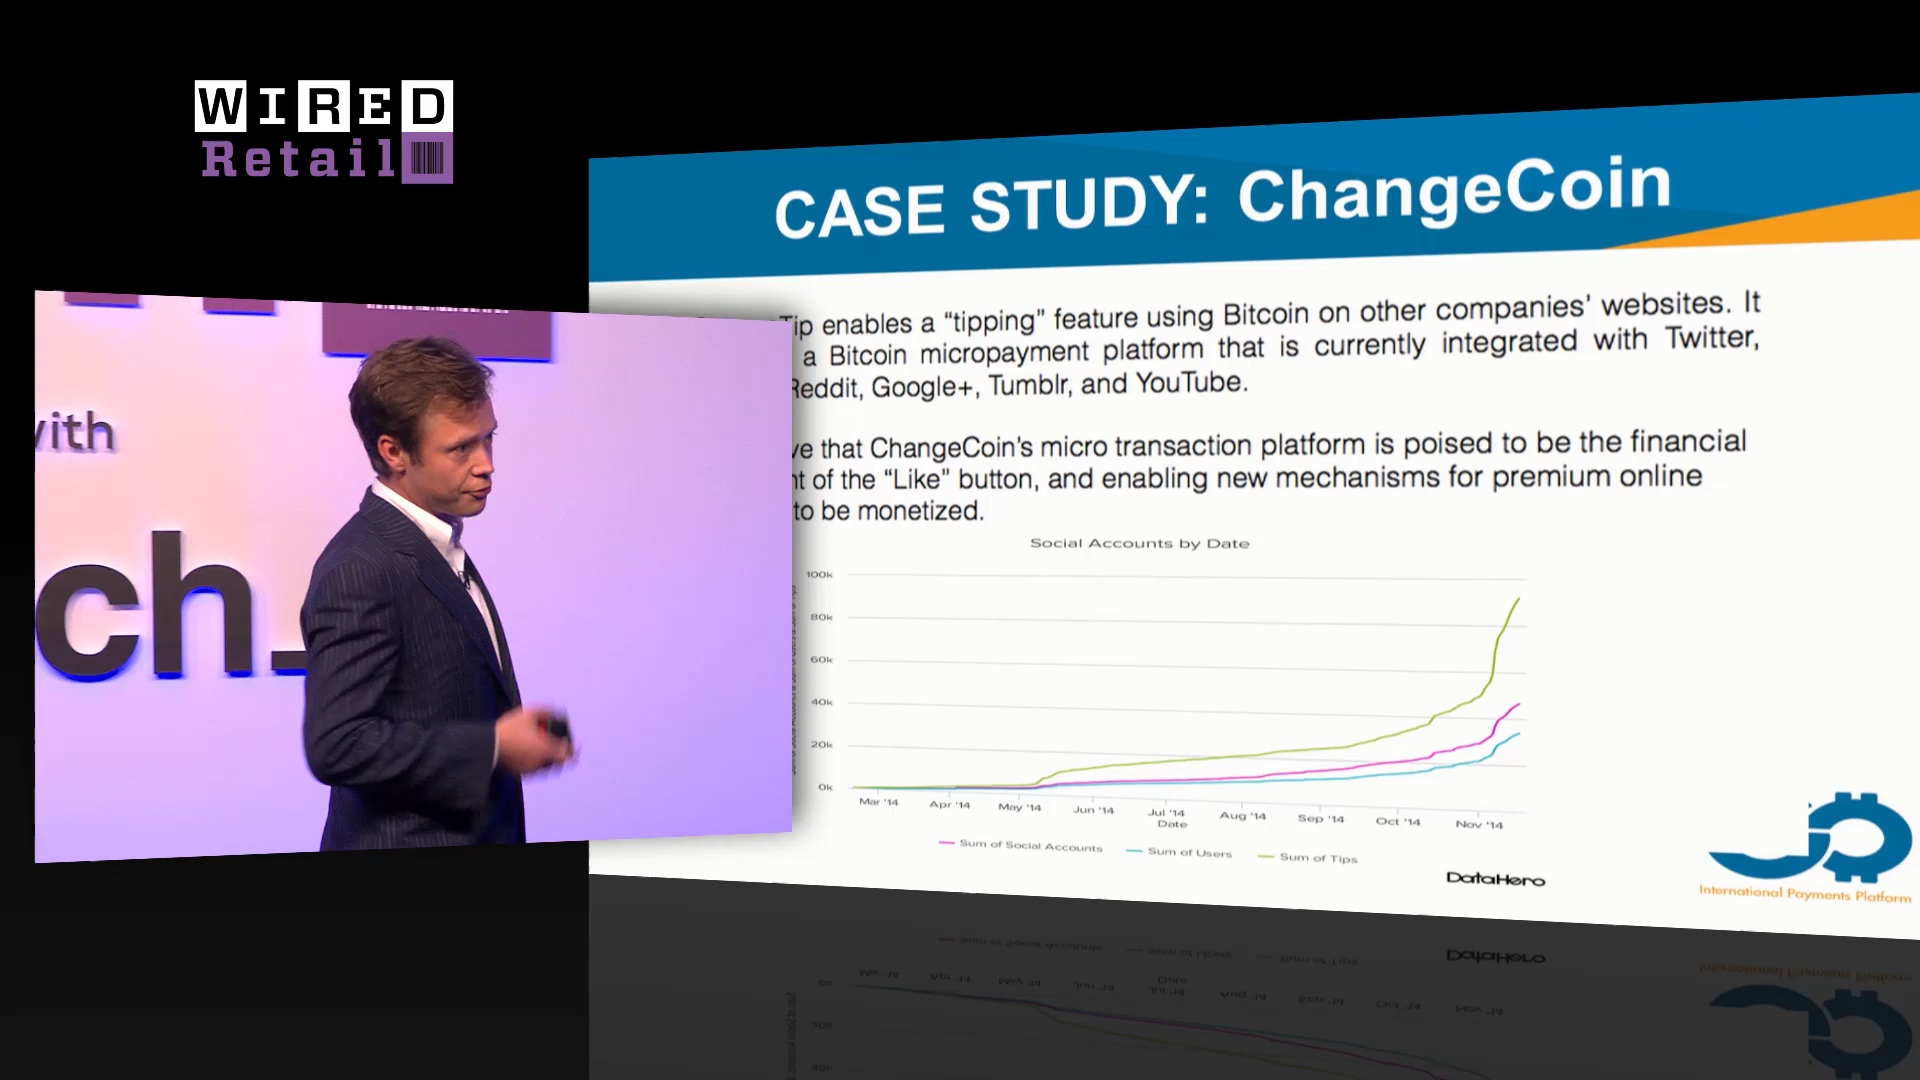 WIRED
Retail
CASE STUDY: ChangeCoin
Tip enables a “tipping” feature using Bitcoin on other companies’ websites. It
a Bitcoin micropayment platform that is currently integrated with Twitter,
Reddit, Google+, Tumblr, and YouTube.
that ChangeCoin’s micro transaction platform is poised to be the financial
of the “Like” button, and enabling new mechanisms for premium online
to be monetized.
with
ch_
Social Accounts by Date
100k
80k
60k
40k
20k
0k
Mar '14 Apr '14 May '14 Jun '14 Jul '14 Aug '14 Sep '14 Oct '14 Nov '14
Date
Sum of Social Accounts Sum of Users Sum of Tips
DataHero
International Payments Platform